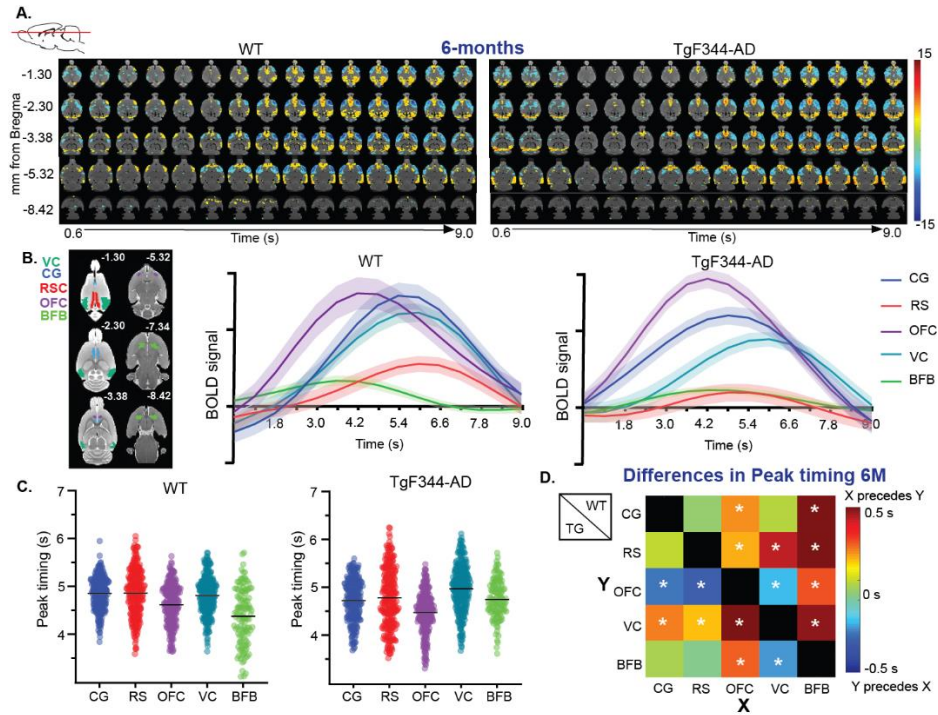 A.
WT
6-months
TgF344-AD
15
-1.30
-2.30
-3.38
-5.32
-8.42
mm from Bregma
-15
0.6
Time (s)
9.0
0.6
Time (s)
9.0
B.
VC
CG
RSC
OFC
BFB
-1.30
-5.32
-2.30
-7.34
-3.38
-8.42
WT
BOLD signal
1.8
3.0
4.2
5.4
6.6
7.8
9.0
Time (s)
TgF344-AD
BOLD signal
1.8
3.0
4.2
5.4
6.6
7.8
9.0
Time (s)
CG
RS
OFC
VC
BFB
C.
WT
Peak timing (s)
7
6
5
4
CG RS OFC VC BFB
TgF344-AD
Peak timing (s)
7
6
5
4
CG RS OFC VC BFB
D.
Differences in Peak timing 6M
WT
TG
X precedes Y
0.5 s
0 s
-0.5 s
Y precedes X
CG * *
RS * * *
Y
OFC * * * *
VC * * * *
BFB * *
CG RS OFC VC BFB
X